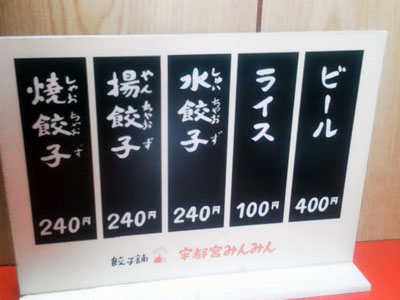 ビール
400円
ライス
100円
水餃子
しゅい ちゃお ず
240円
揚餃子
やん ちゃお ず
240円
焼餃子
しゃお ちゃお ず
240円
餃子舗 宇都宮みんみん